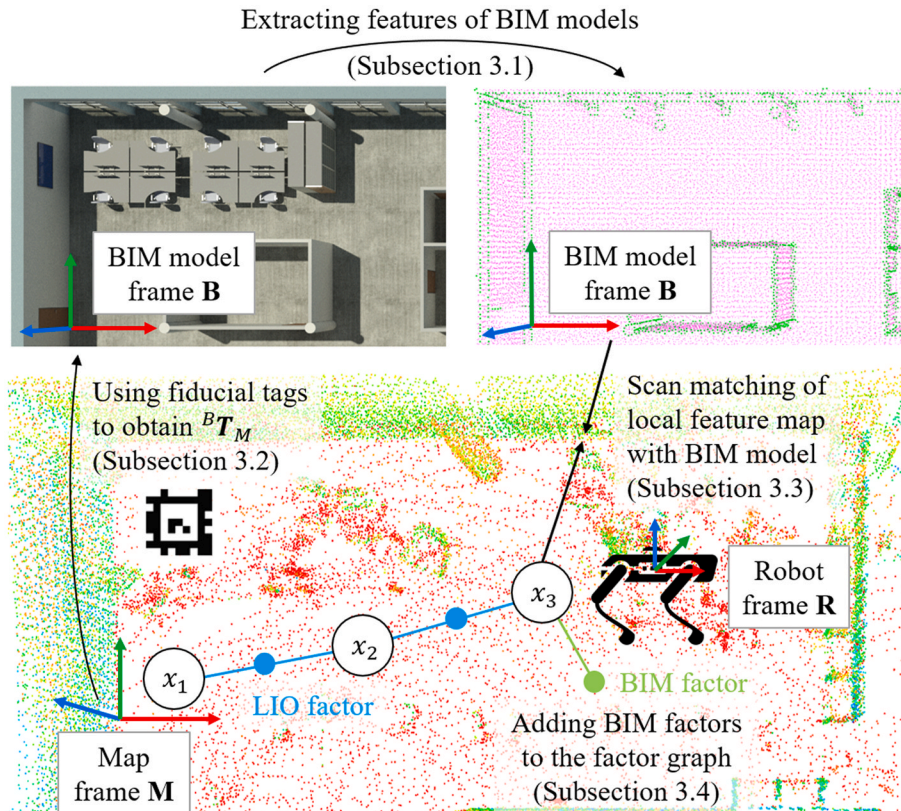 Extracting features of BIM models
(Subsection 3.1)
BIM model
frame B
BIM model
frame B
Using fiducial tags
to obtain ᴮT_M
(Subsection 3.2)
Scan matching of
local feature map
with BIM model
(Subsection 3.3)
Robot
frame R
x₁
x₂
x₃
LIO factor
BIM factor
Map
frame M
Adding BIM factors
to the factor graph
(Subsection 3.4)